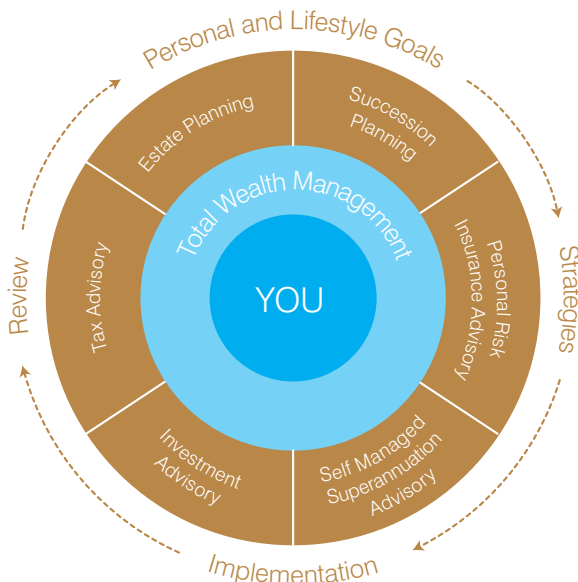 Personal and Lifestyle Goals
Estate Planning
Succession
Planning
Total Wealth Management
YOU
Personal Risk
Insurance Advisory
Strategies
Review
Tax Advisory
Investment
Advisory
Self Managed
Superannuation
Advisory
Implementation